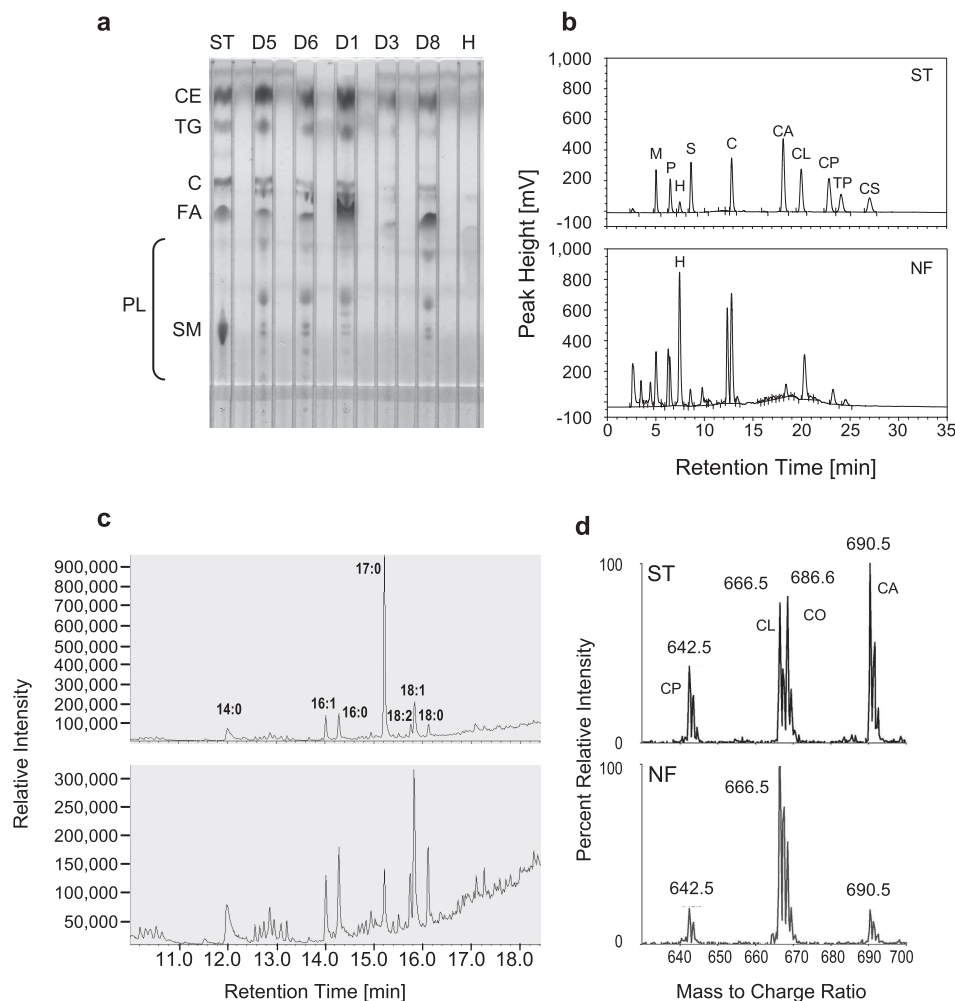 a
ST D5 D6 D1 D3 D8 H
CE
TG
C
FA
PL
SM
b
Peak Height [mV]
1,000
800
600
400
200
-100
ST
M P H S C CA CL CP TP CS
1,000
800
600
400
200
-100
NF
H
0 5 10 15 20 25 30 35
Retention Time [min]
c
Relative Intensity
900,000
800,000
700,000
600,000
500,000
400,000
300,000
200,000
100,000
17:0
14:0
16:1
16:0
18:1
18:2
18:0
300,000
250,000
200,000
150,000
100,000
50,000
11.0 12.0 13.0 14.0 15.0 16.0 17.0 18.0
Retention Time [min]
d
Percent Relative Intensity
100
0
ST
690.5
666.5 686.6
CA
CL CO
642.5
CP
100
0
NF
666.5
642.5
690.5
640 650 660 670 680 690 700
Mass to Charge Ratio